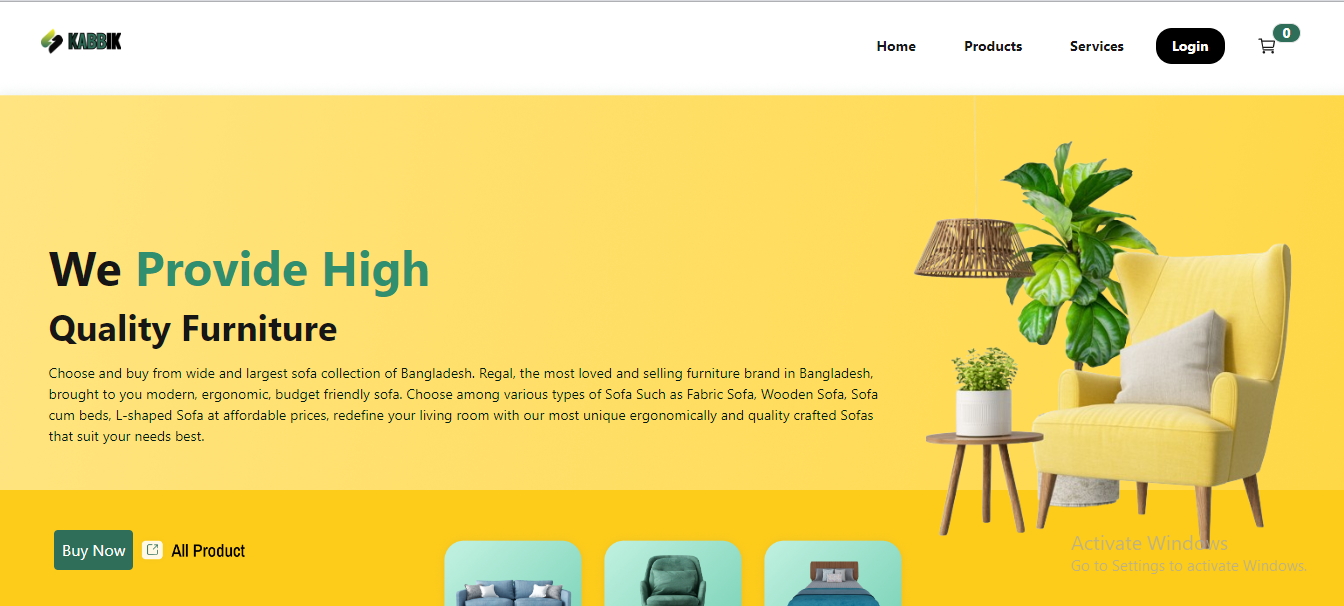 KABBIK
Home
Products
Services
Login
0
We Provide High
Quality Furniture
Choose and buy from wide and largest sofa collection of Bangladesh. Regal, the most loved and selling furniture brand in Bangladesh,
brought to you modern, ergonomic, budget friendly sofa. Choose among various types of Sofa Such as Fabric Sofa, Wooden Sofa, Sofa
cum beds, L-shaped Sofa at affordable prices, redefine your living room with our most unique ergonomically and quality crafted Sofas
that suit your needs best.
Buy Now
All Product
Activate Windows
Go to Settings to activate Windows.